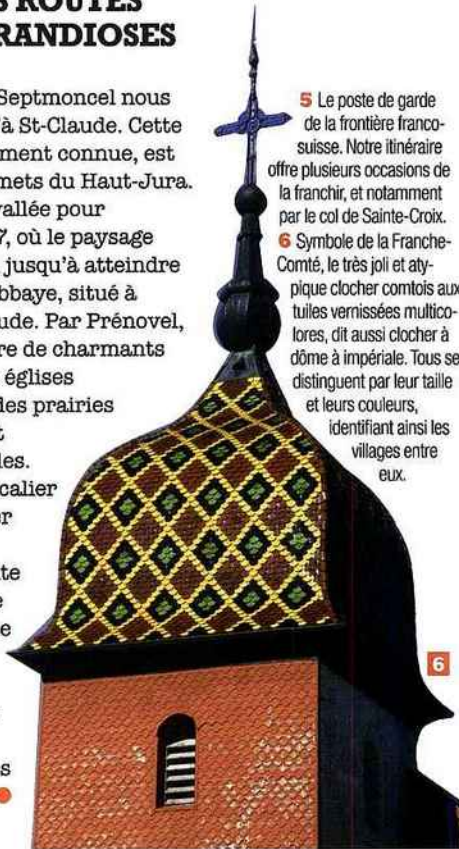 ROUTES
RANDIOSES
Septmoncel nous
à St-Claude. Cette
ment connue, est
mets du Haut-Jura.
vallée pour
7, où le paysage
jusqu'à atteindre
bbaye, situé à
ude. Par Prénovel,
re de charmants
églises
des prairies
t
les.
calier
er
te
e
e
s
5 Le poste de garde
de la frontière franco-
suisse. Notre itinéraire
offre plusieurs occasions de
la franchir, et notamment
par le col de Sainte-Croix.
6 Symbole de la Franche-
Comté, le très joli et aty-
pique clocher comtois aux
tuiles vernissées multico-
lores, dit aussi clocher à
dôme à impériale. Tous se
distinguent par leur taille
et leurs couleurs,
identifiant ainsi les
villages entre
eux.
6